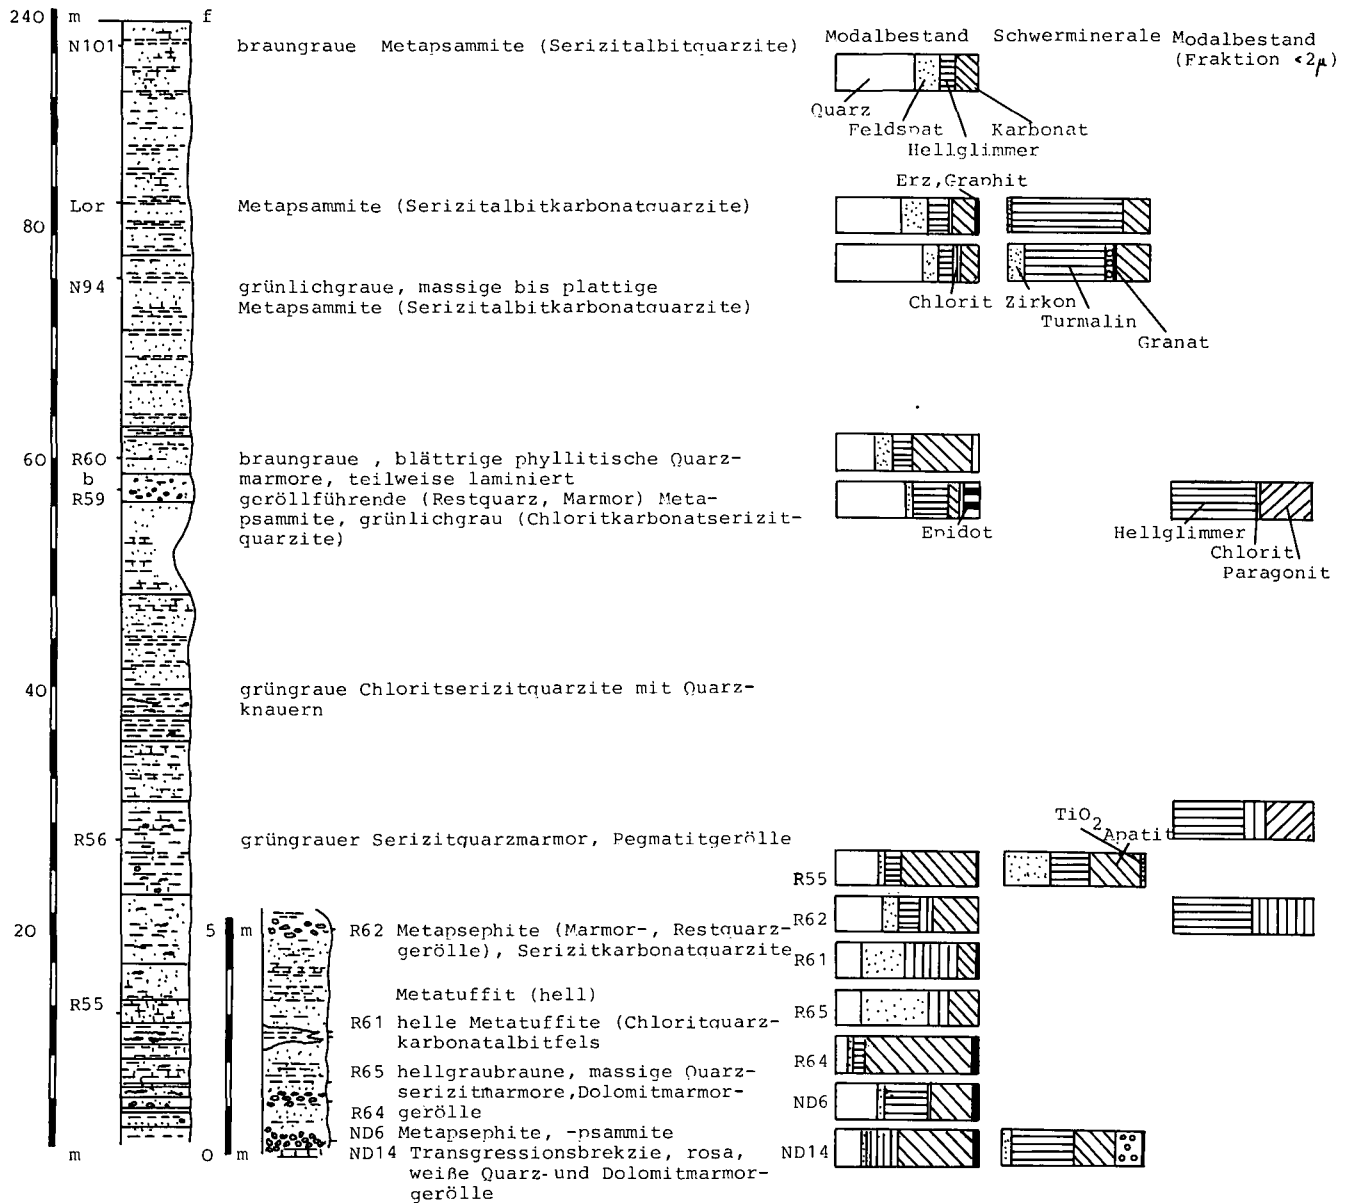 240 m f
N101 braungraue Metapsammite (Serizitalbitquarzite)
Modalbestand Schwerminerale Modalbestand
(Fraktion <2µ)
Quarz
Feldspat Karbonat
Hellglimmer
Erz,Graphit
Lor Metapsammite (Serizitalbitkarbonatquarzite)
80
N94 grünlichgraue, massige bis plattige
Metapsammite (Serizitalbitkarbonatquarzite)
Chlorit Zirkon
Turmalin
Granat
60 R60 braungraue , blättrige phyllitische Quarz-
b marmore, teilweise laminiert
R59 geröllführende (Restquarz, Marmor) Meta-
psammite, grünlichgrau (Chloritkarbonatserizit-
quarzite)
Epidot
Hellglimmer
Chlorit
Paragonit
40 grüngraue Chloritserizitquarzite mit Quarz-
knauern
TiO2
Apatit
R56 grüngrauer Serizitquarzmarmor, Pegmatitgerölle
R55
20 5 m R62 Metapsephite (Marmor-, Restquarz- R62
gerölle), Serizitkarbonatquarzite
R61
Metatuffit (hell)
R55
R65
R61 helle Metatuffite (Chloritquarz-
karbonatalbitfels
R64
R65 hellgraubraune, massige Quarz-
serizitmarmore,Dolomitmarmor-
R64 gerölle
ND6
ND6 Metapsephite, -psammite
m 0 m ND14 Transgressionsbrekzie, rosa, ND14
weiße Quarz-und Dolomitmarmor-
gerölle